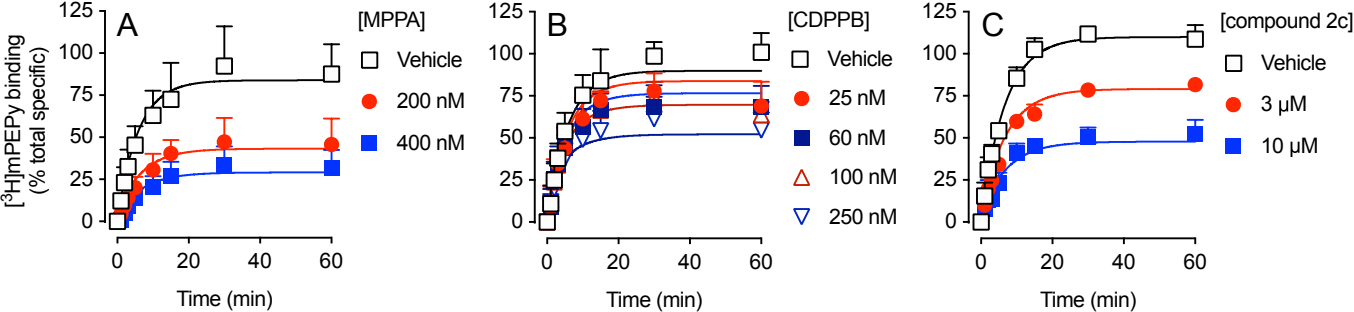 A
[³H]mPEPy binding
(% total specific)
125
100
75
50
25
0
0
20
40
60
Time (min)
[MPPA]
Vehicle
200 nM
400 nM
B
125
100
75
50
25
0
0
20
40
60
Time (min)
[CDPPB]
Vehicle
25 nM
60 nM
100 nM
250 nM
C
125
100
75
50
25
0
0
20
40
60
Time (min)
[compound 2c]
Vehicle
3 µM
10 µM